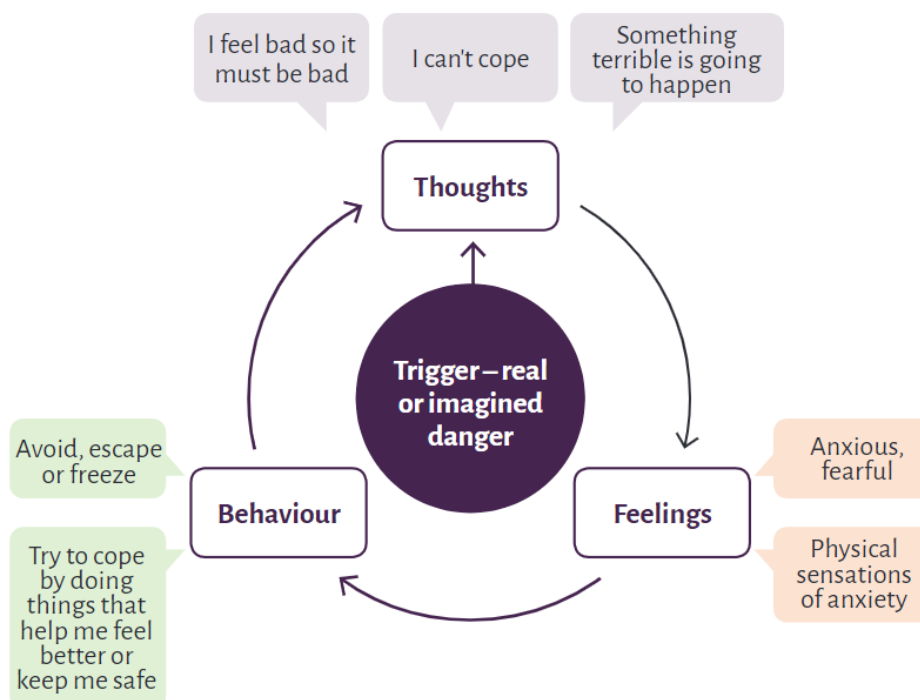 I feel bad so it
must be bad
I can't cope
Something
terrible is going
to happen
Thoughts
Trigger – real
or imagined
danger
Avoid, escape
or freeze
Behaviour
Try to cope
by doing
things that
help me feel
better or
keep me safe
Feelings
Anxious,
fearful
Physical
sensations
of anxiety